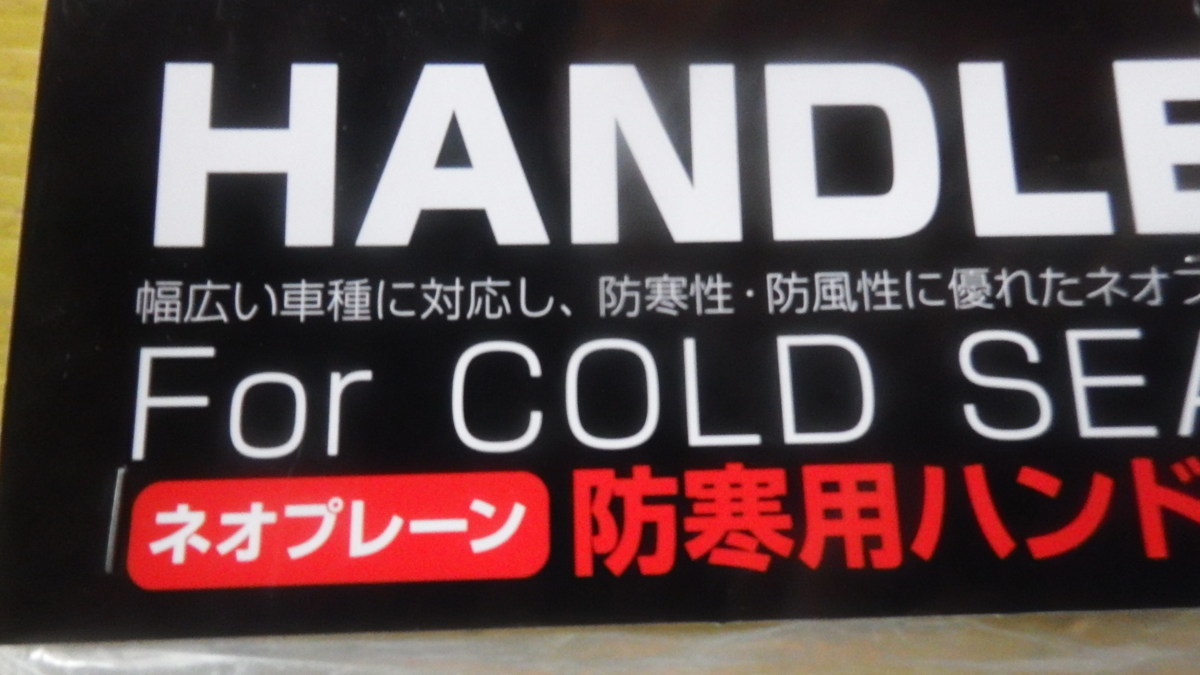 HANDLE
幅広い車種に対応し、防寒性・防風性に優れたネオプ
For COLD SEA
ネオプレーン 防寒用ハンド